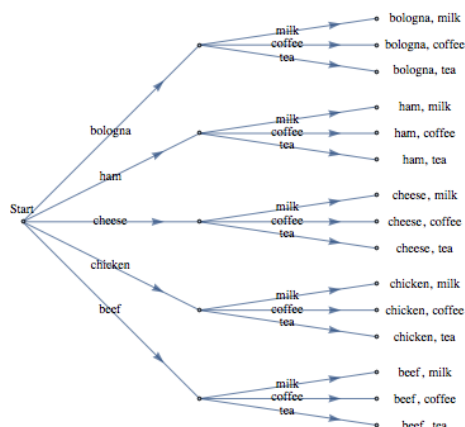 milk
bologna, milk
coffee
bologna, coffee
tea
bologna, tea
bologna
milk
ham, milk
coffee
ham, coffee
tea
ham, tea
ham
Start
milk
cheese, milk
cheese
coffee
cheese, coffee
tea
cheese, tea
chicken
milk
chicken, milk
coffee
chicken, coffee
tea
chicken, tea
beef
milk
beef, milk
coffee
beef, coffee
tea
beef, tea